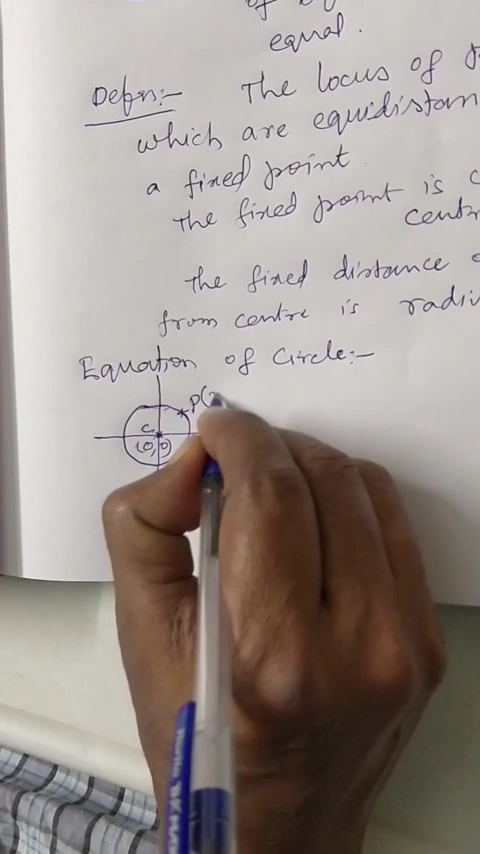 equal.
Defn:- The locus of
which are equidistan
a fixed point.
The fixed point is
centr
The fixed distance
from centre is radiu
Equation of Circle:-
P(
C
(0,0)